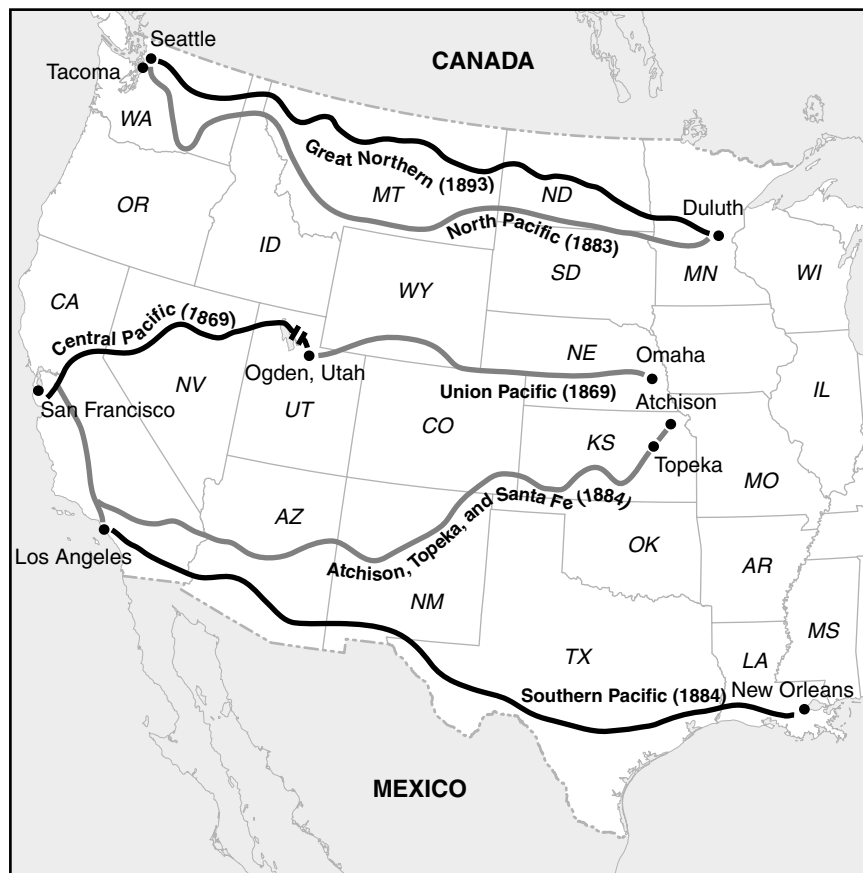 Seattle
CANADA
Tacoma
WA
Great Northern (1893)
MT
ND
OR
Duluth
North Pacific (1883)
ID
SD
MN
WI
WY
CA
Central Pacific (1869)
NE
Omaha
Ogden, Utah
NV
Union Pacific (1869)
IL
San Francisco
Atchison
UT
CO
KS
Topeka
MO
Atchison, Topeka, and Santa Fe (1884)
AZ
OK
Los Angeles
AR
NM
MS
TX
LA
Southern Pacific (1884)
New Orleans
MEXICO